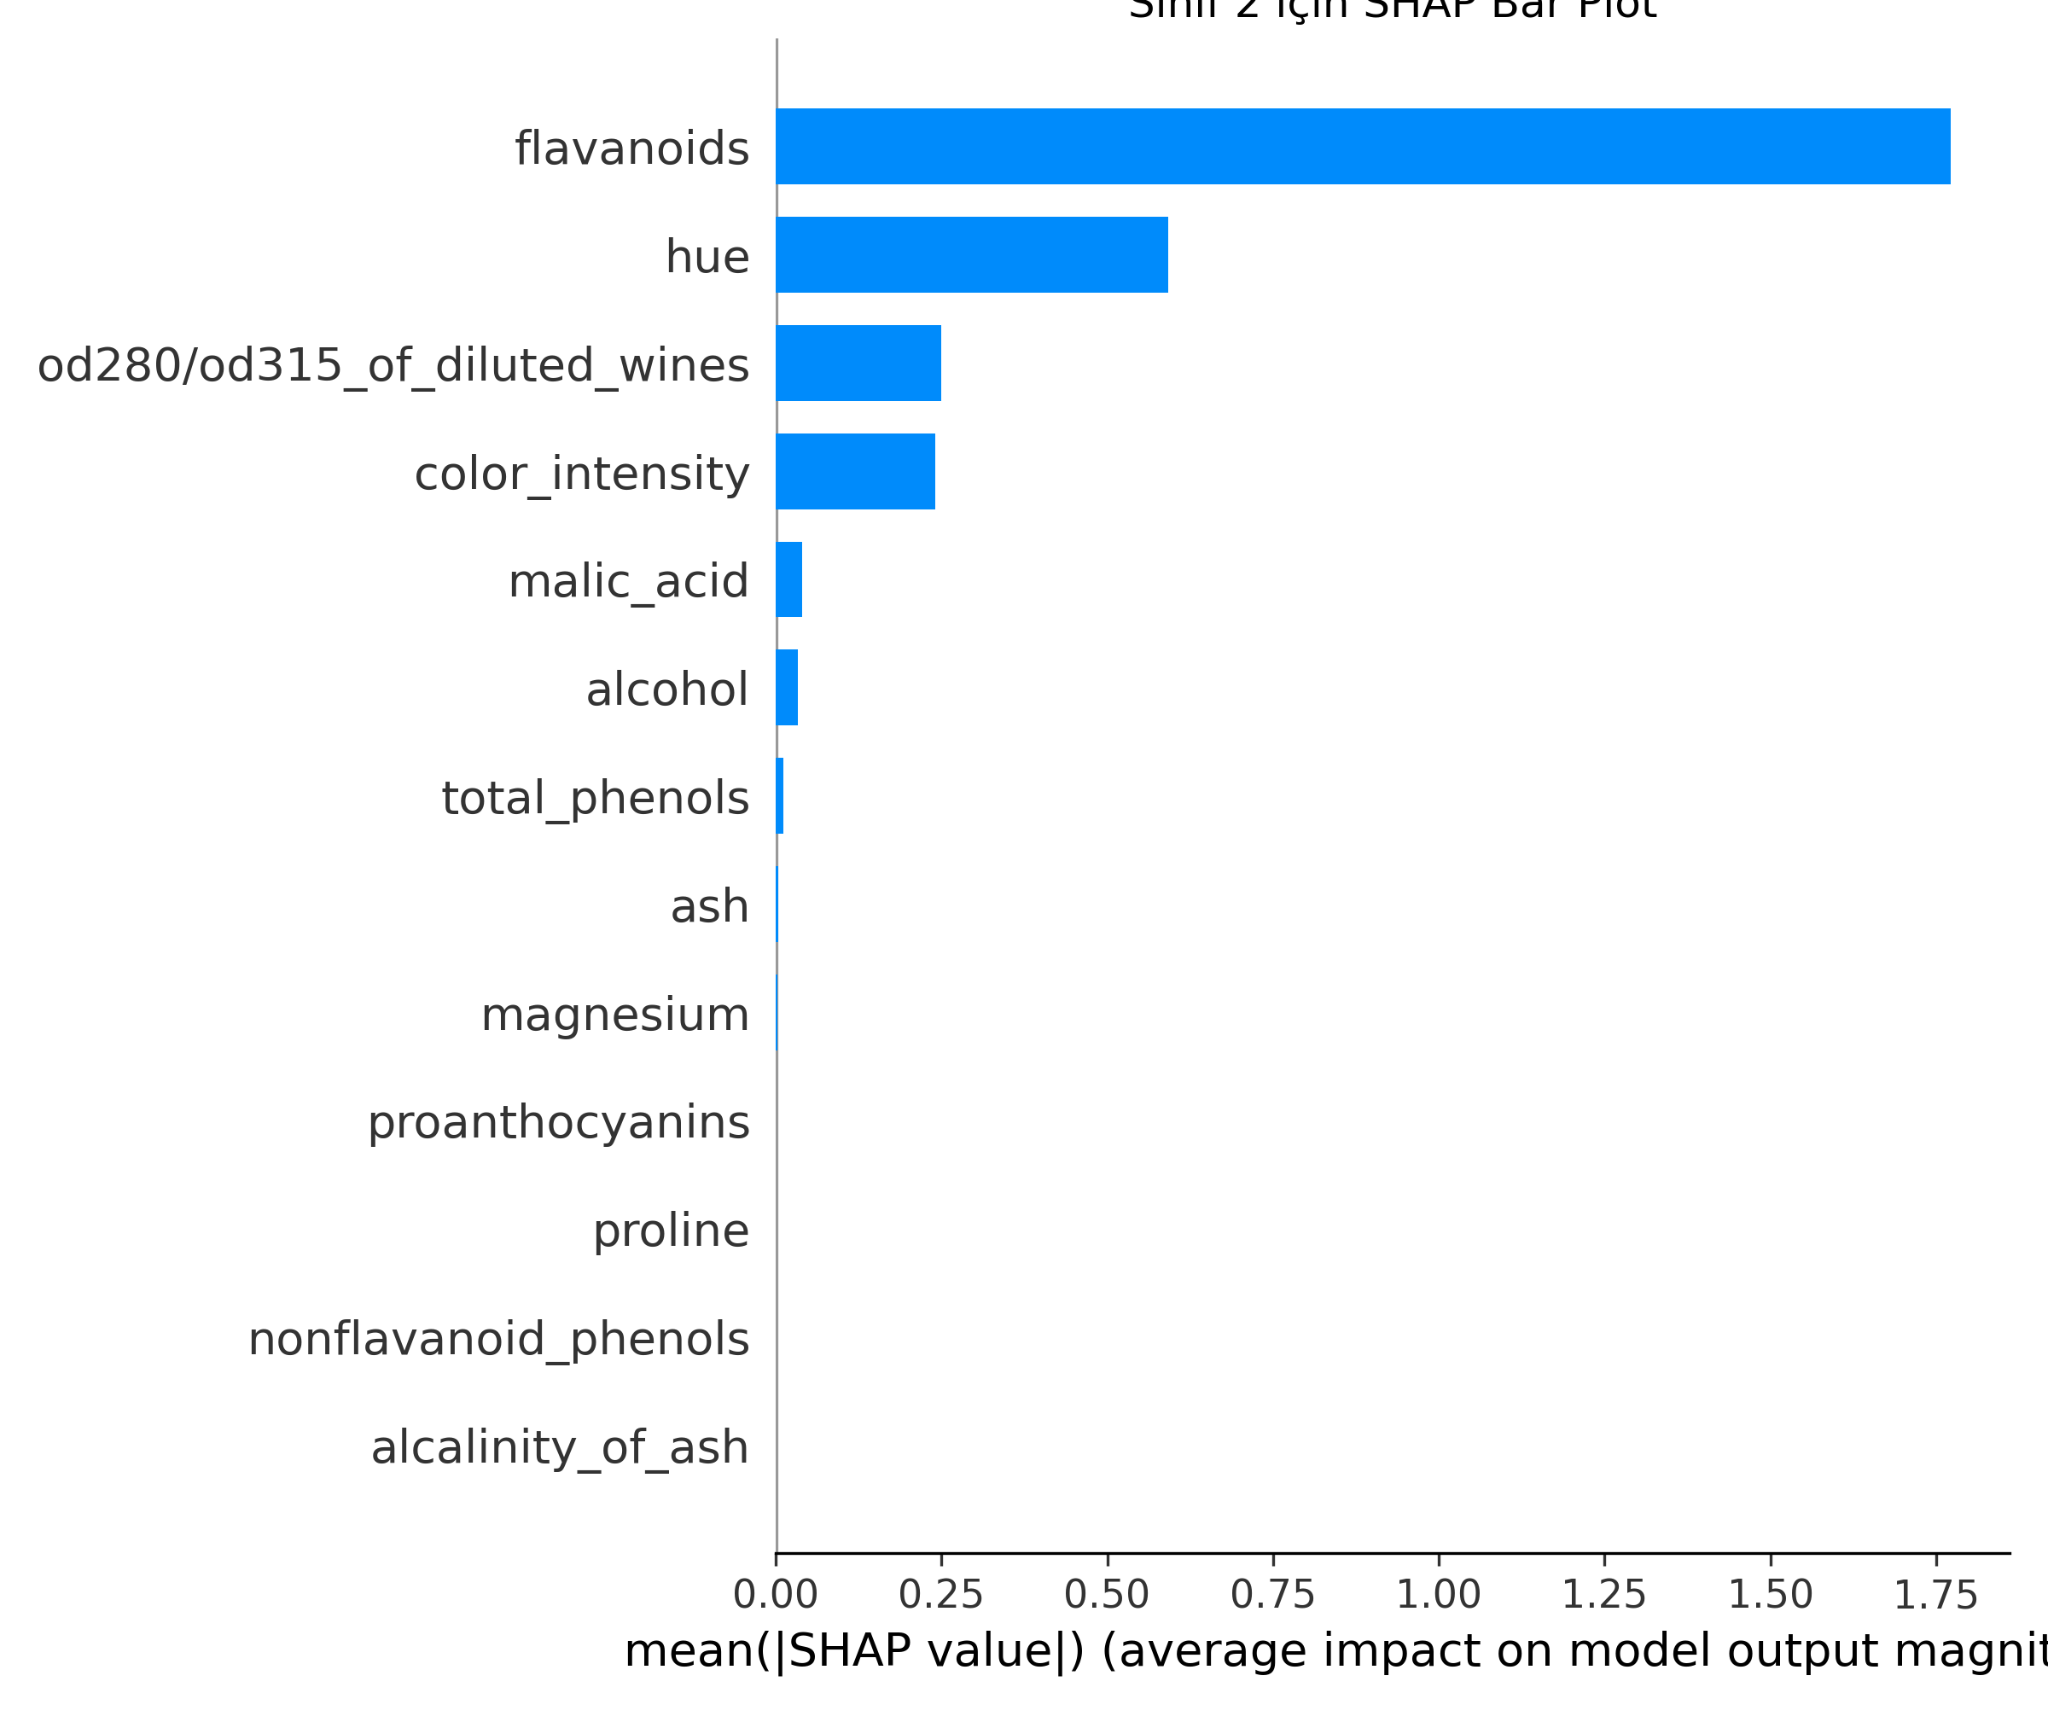 Sınıf 2 için SHAP Bar Plot
flavanoids
hue
od280/od315_of_diluted_wines
color_intensity
malic_acid
alcohol
total_phenols
ash
magnesium
proanthocyanins
proline
nonflavanoid_phenols
alcalinity_of_ash
0.00 0.25 0.50 0.75 1.00 1.25 1.50 1.75
mean(|SHAP value|) (average impact on model output magnit